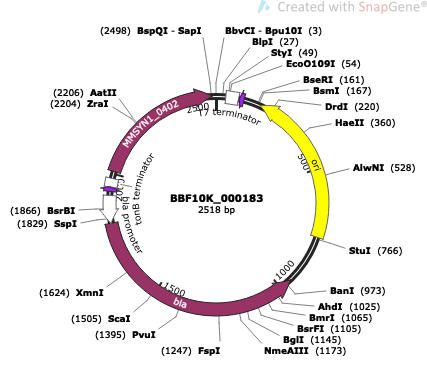 Created with SnapGene®
(2498) BspQI - SapI
BbvCI - Bpu10I (3)
BlpI (27)
StyI (49)
EcoO109I (54)
BseRI (161)
BsmI (167)
DrdI (220)
HaeII (360)
AlwNI (528)
StuI (766)
BanI (973)
AhdI (1025)
BmrI (1065)
BsrFI (1105)
BglI (1145)
NmeAIII (1173)
(1247) FspI
(1395) PvuI
(1505) ScaI
(1624) XmnI
(1829) SspI
(1866) BsrBI
(2204) ZraI
(2206) AatII
MMSYN1_0402
2500
T7 terminator
ori
500
1000
1500
bla
bla promoter
tonB terminator
BBF10K_000183
2518 bp